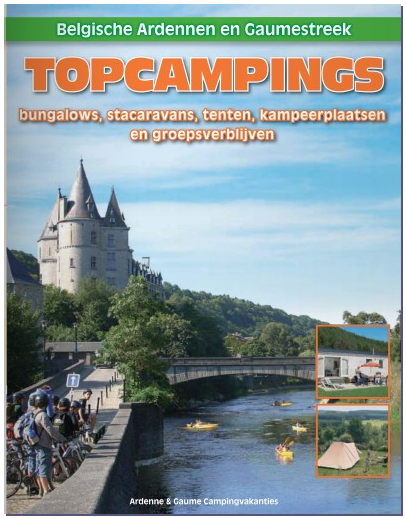 Belgische Ardennen en Gaumestreek
TOPCAMPINGS
bungalows, stacaravans, tenten, kampeerplaatsen
en groepsverblijven
Ardenne & Gaume Campingvakanties